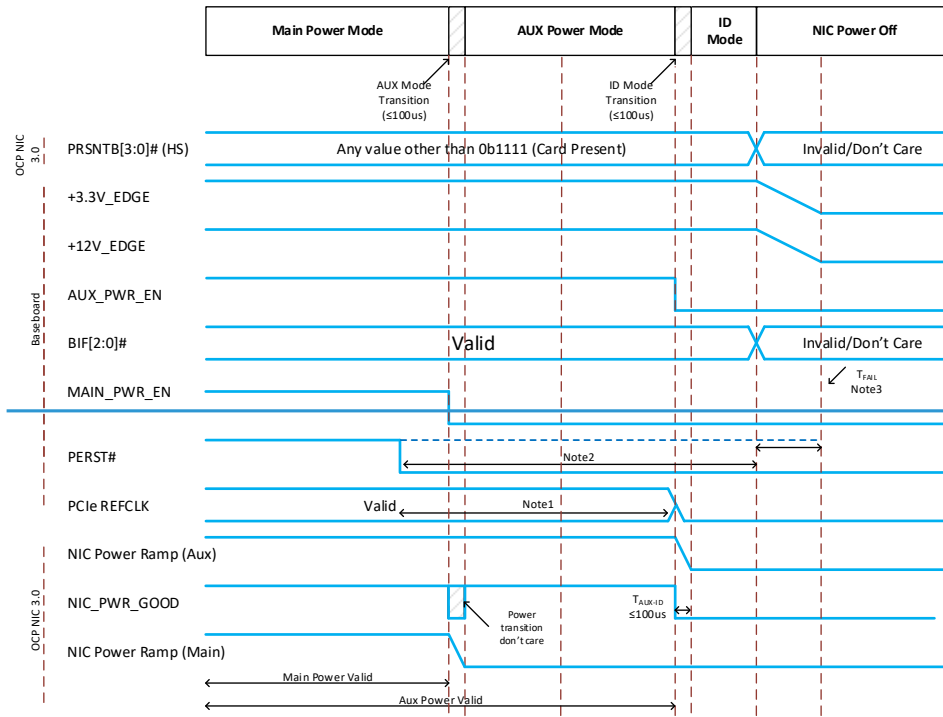 Main Power Mode
AUX Power Mode
ID
Mode
NIC Power Off
AUX Mode
Transition
(≤100us)
ID Mode
Transition
(≤100us)
OCP NIC
3.0
PRSNTB[3:0]# (HS)
Any value other than 0b1111 (Card Present)
Invalid/Don't Care
+3.3V_EDGE
+12V_EDGE
AUX_PWR_EN
Baseboard
BIF[2:0]#
Valid
Invalid/Don't Care
MAIN_PWR_EN
TFAIL
Note3
PERST#
Note2
PCIe REFCLK
Valid
Note1
NIC Power Ramp (Aux)
OCP NIC 3.0
NIC_PWR_GOOD
Power
transition
don't care
TAUX-ID
≤100us
NIC Power Ramp (Main)
Main Power Valid
Aux Power Valid